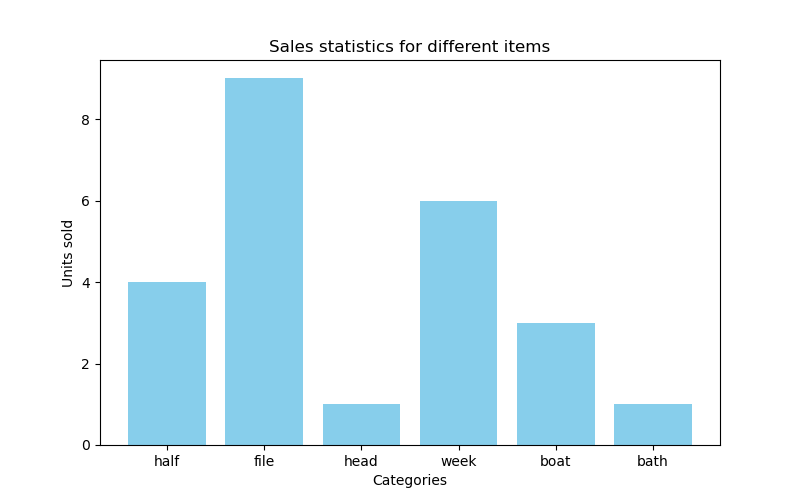 Sales statistics for different items
8
6
4
2
0
Units sold
half file head week boat bath
Categories